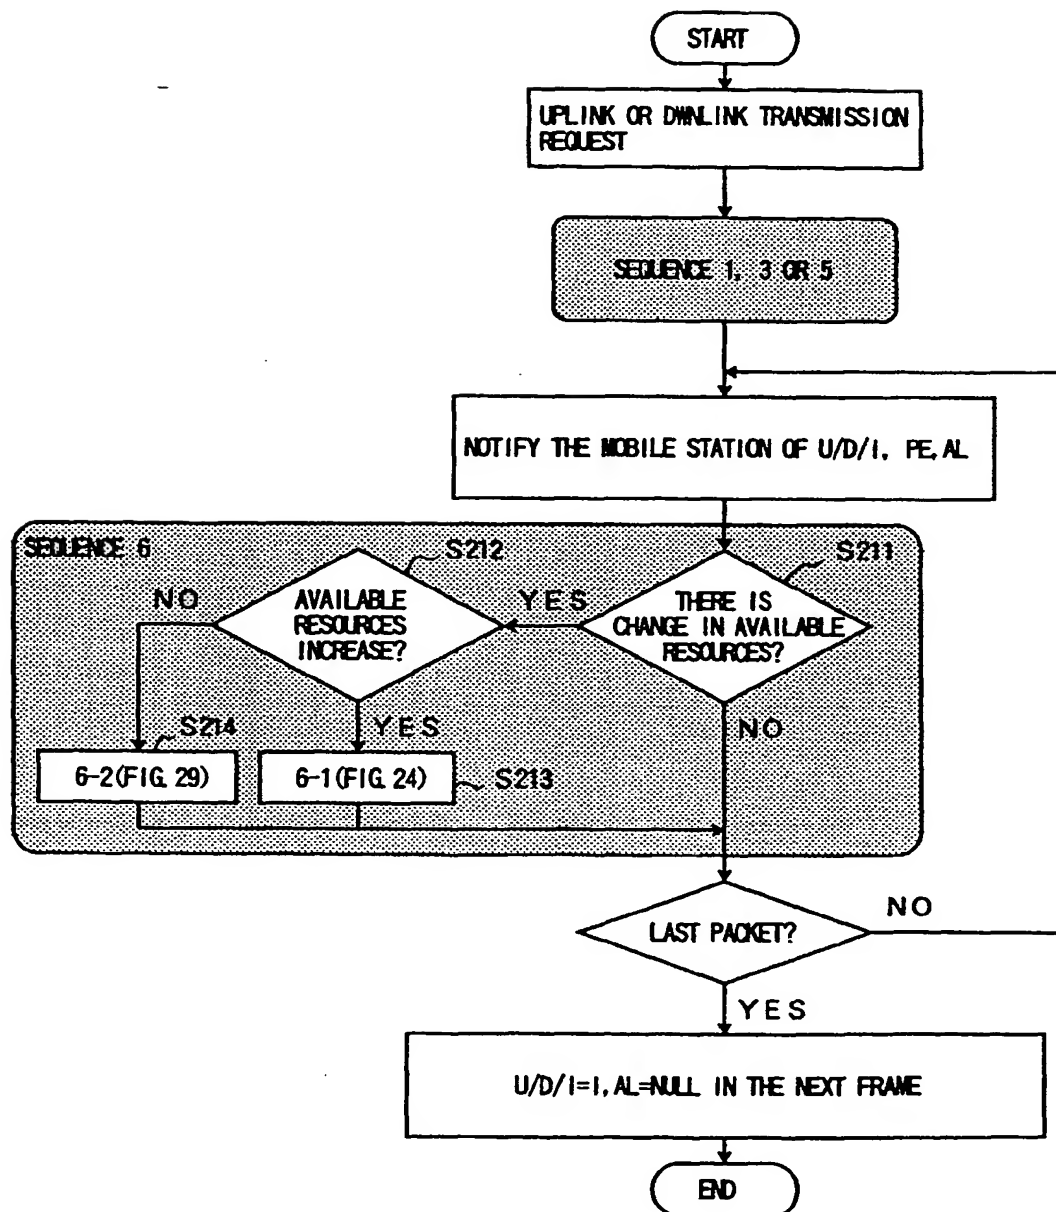 START
UPLINK OR DWNLINK TRANSMISSION
REQUEST
SEQUENCE 1, 3 OR 5
NOTIFY THE MOBILE STATION OF U/D/I, PE, AL
SEQUENCE 6
S212
S211
NO
AVAILABLE
RESOURCES
INCREASE?
YES
THERE IS
CHANGE IN AVAILABLE
RESOURCES?
S214
YES
NO
6-2(FIG. 29)
6-1(FIG. 24)
S213
LAST PACKET?
NO
YES
U/D/I=I, AL=NULL IN THE NEXT FRAME
END